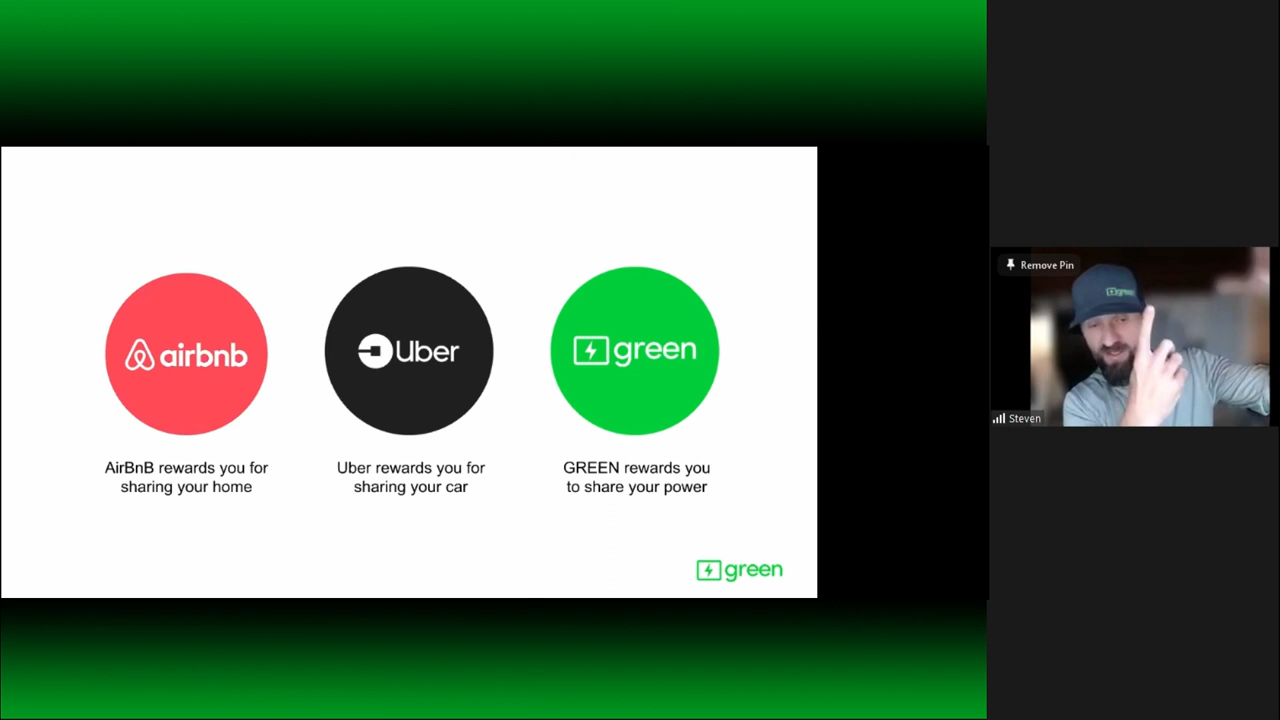 airbnb
Uber
green
AirBnB rewards you for
sharing your home
Uber rewards you for
sharing your car
GREEN rewards you
to share your power
green
Remove Pin
green
Steven